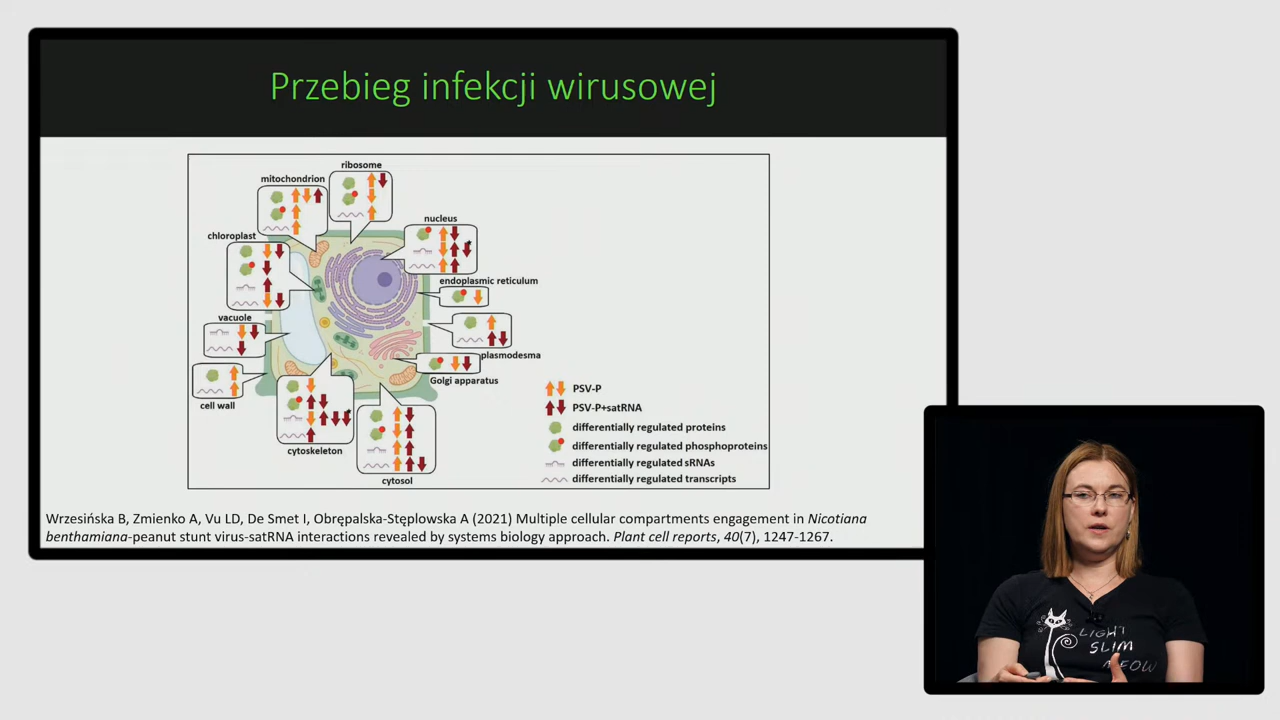 Przebieg infekcji wirusowej
ribosome
mitochondrion
nucleus
chloroplast
endoplasmic reticulum
vacuole
plasmodesma
Golgi apparatus
cell wall
cytoskeleton
cytosol
PSV-P
PSV-P+satRNA
differentially regulated proteins
differentially regulated phosphoproteins
differentially regulated sRNAs
differentially regulated transcripts
Wrzesińska B, Zmienko A, Vu LD, De Smet I, Obrępalska-Stęplowska A (2021) Multiple cellular compartments engagement in Nicotiana
benthamiana-peanut stunt virus-satRNA interactions revealed by systems biology approach. Plant cell reports, 40(7), 1247-1267.
LIGHT
SLIM
MEOW